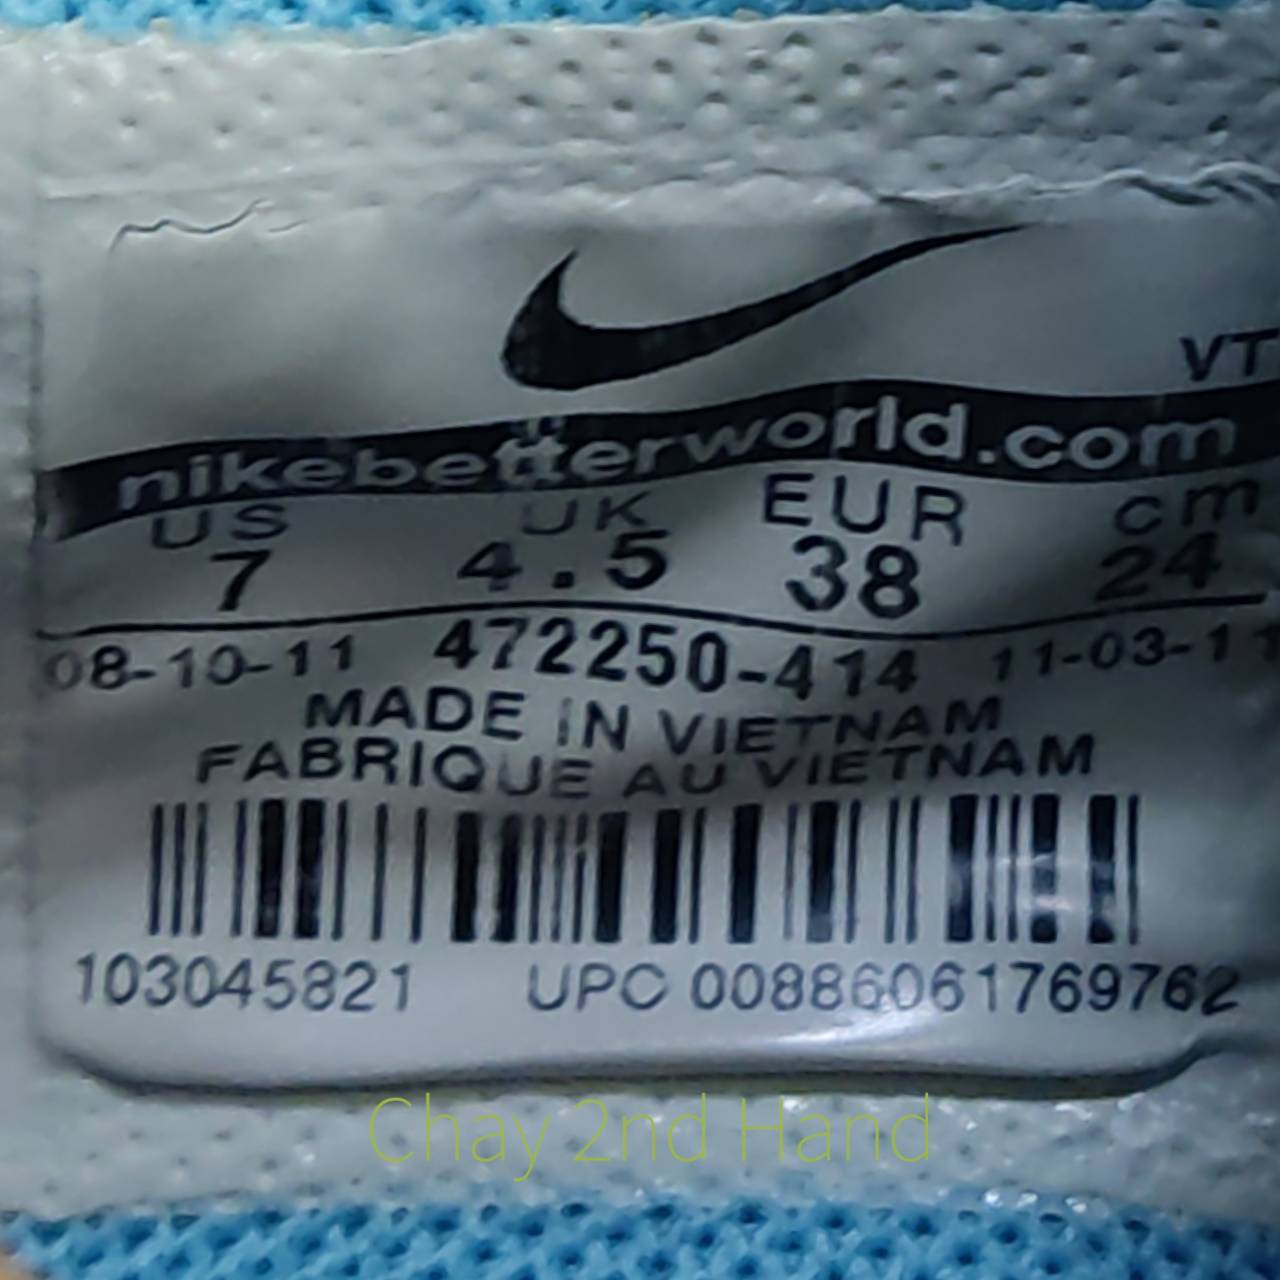 VT
nikebetterworld.com
US UK EUR cm
7 4.5 38 24
08-10-11 472250-414 11-03-11
MADE IN VIETNAM
FABRIQUE AU VIETNAM
103045821 UPC 00886061769762
Chay 2nd Hand